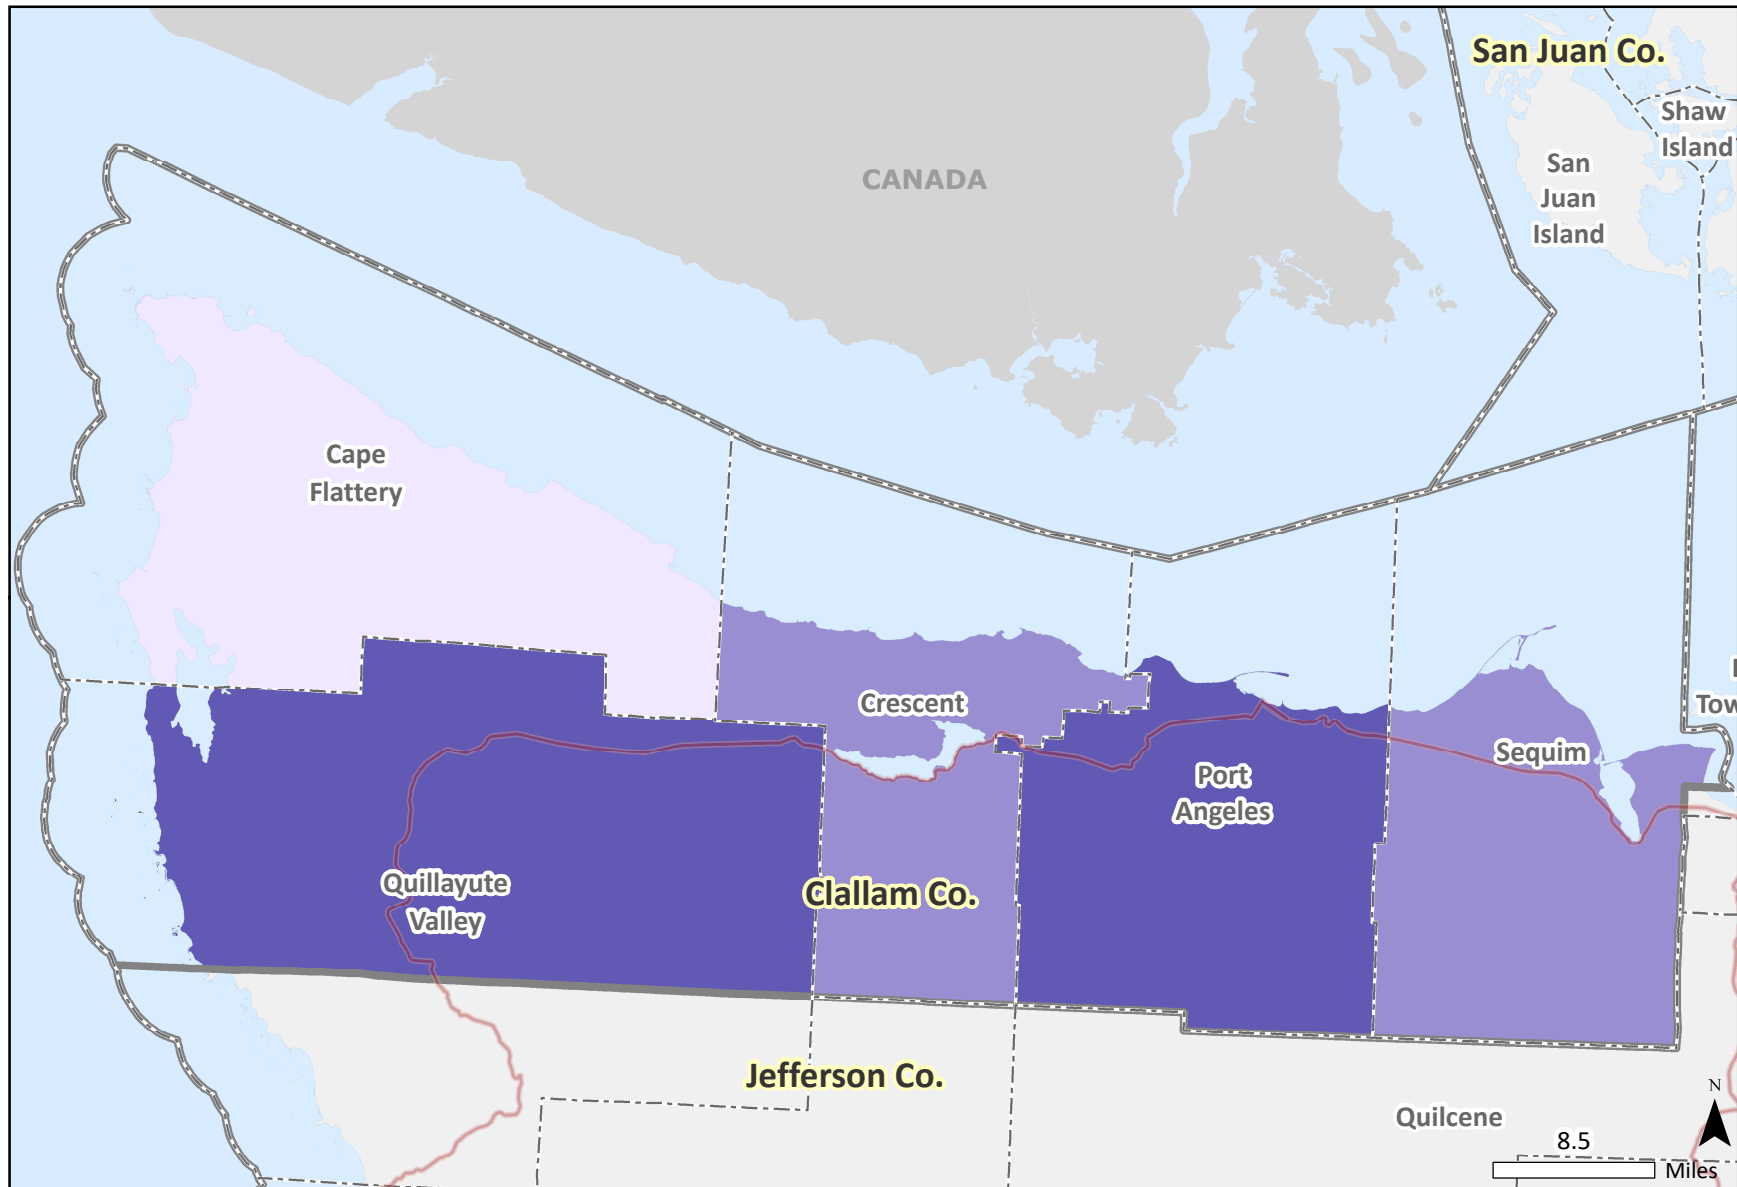 San Juan Co.
Shaw
Island
San
Juan
Island
CANADA
Cape
Flattery
Crescent
Sequim
Port
Angeles
Quillayute
Valley
Clallam Co.
Jefferson Co.
Quilcene
N
8.5
Miles